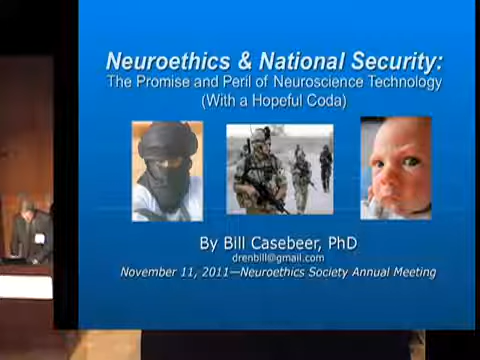 Neuroethics & National Security:
The Promise and Peril of Neuroscience Technology
(With a Hopeful Coda)
By Bill Casebeer, PhD
drenbill@gmail.com
November 11, 2011—Neuroethics Society Annual Meeting